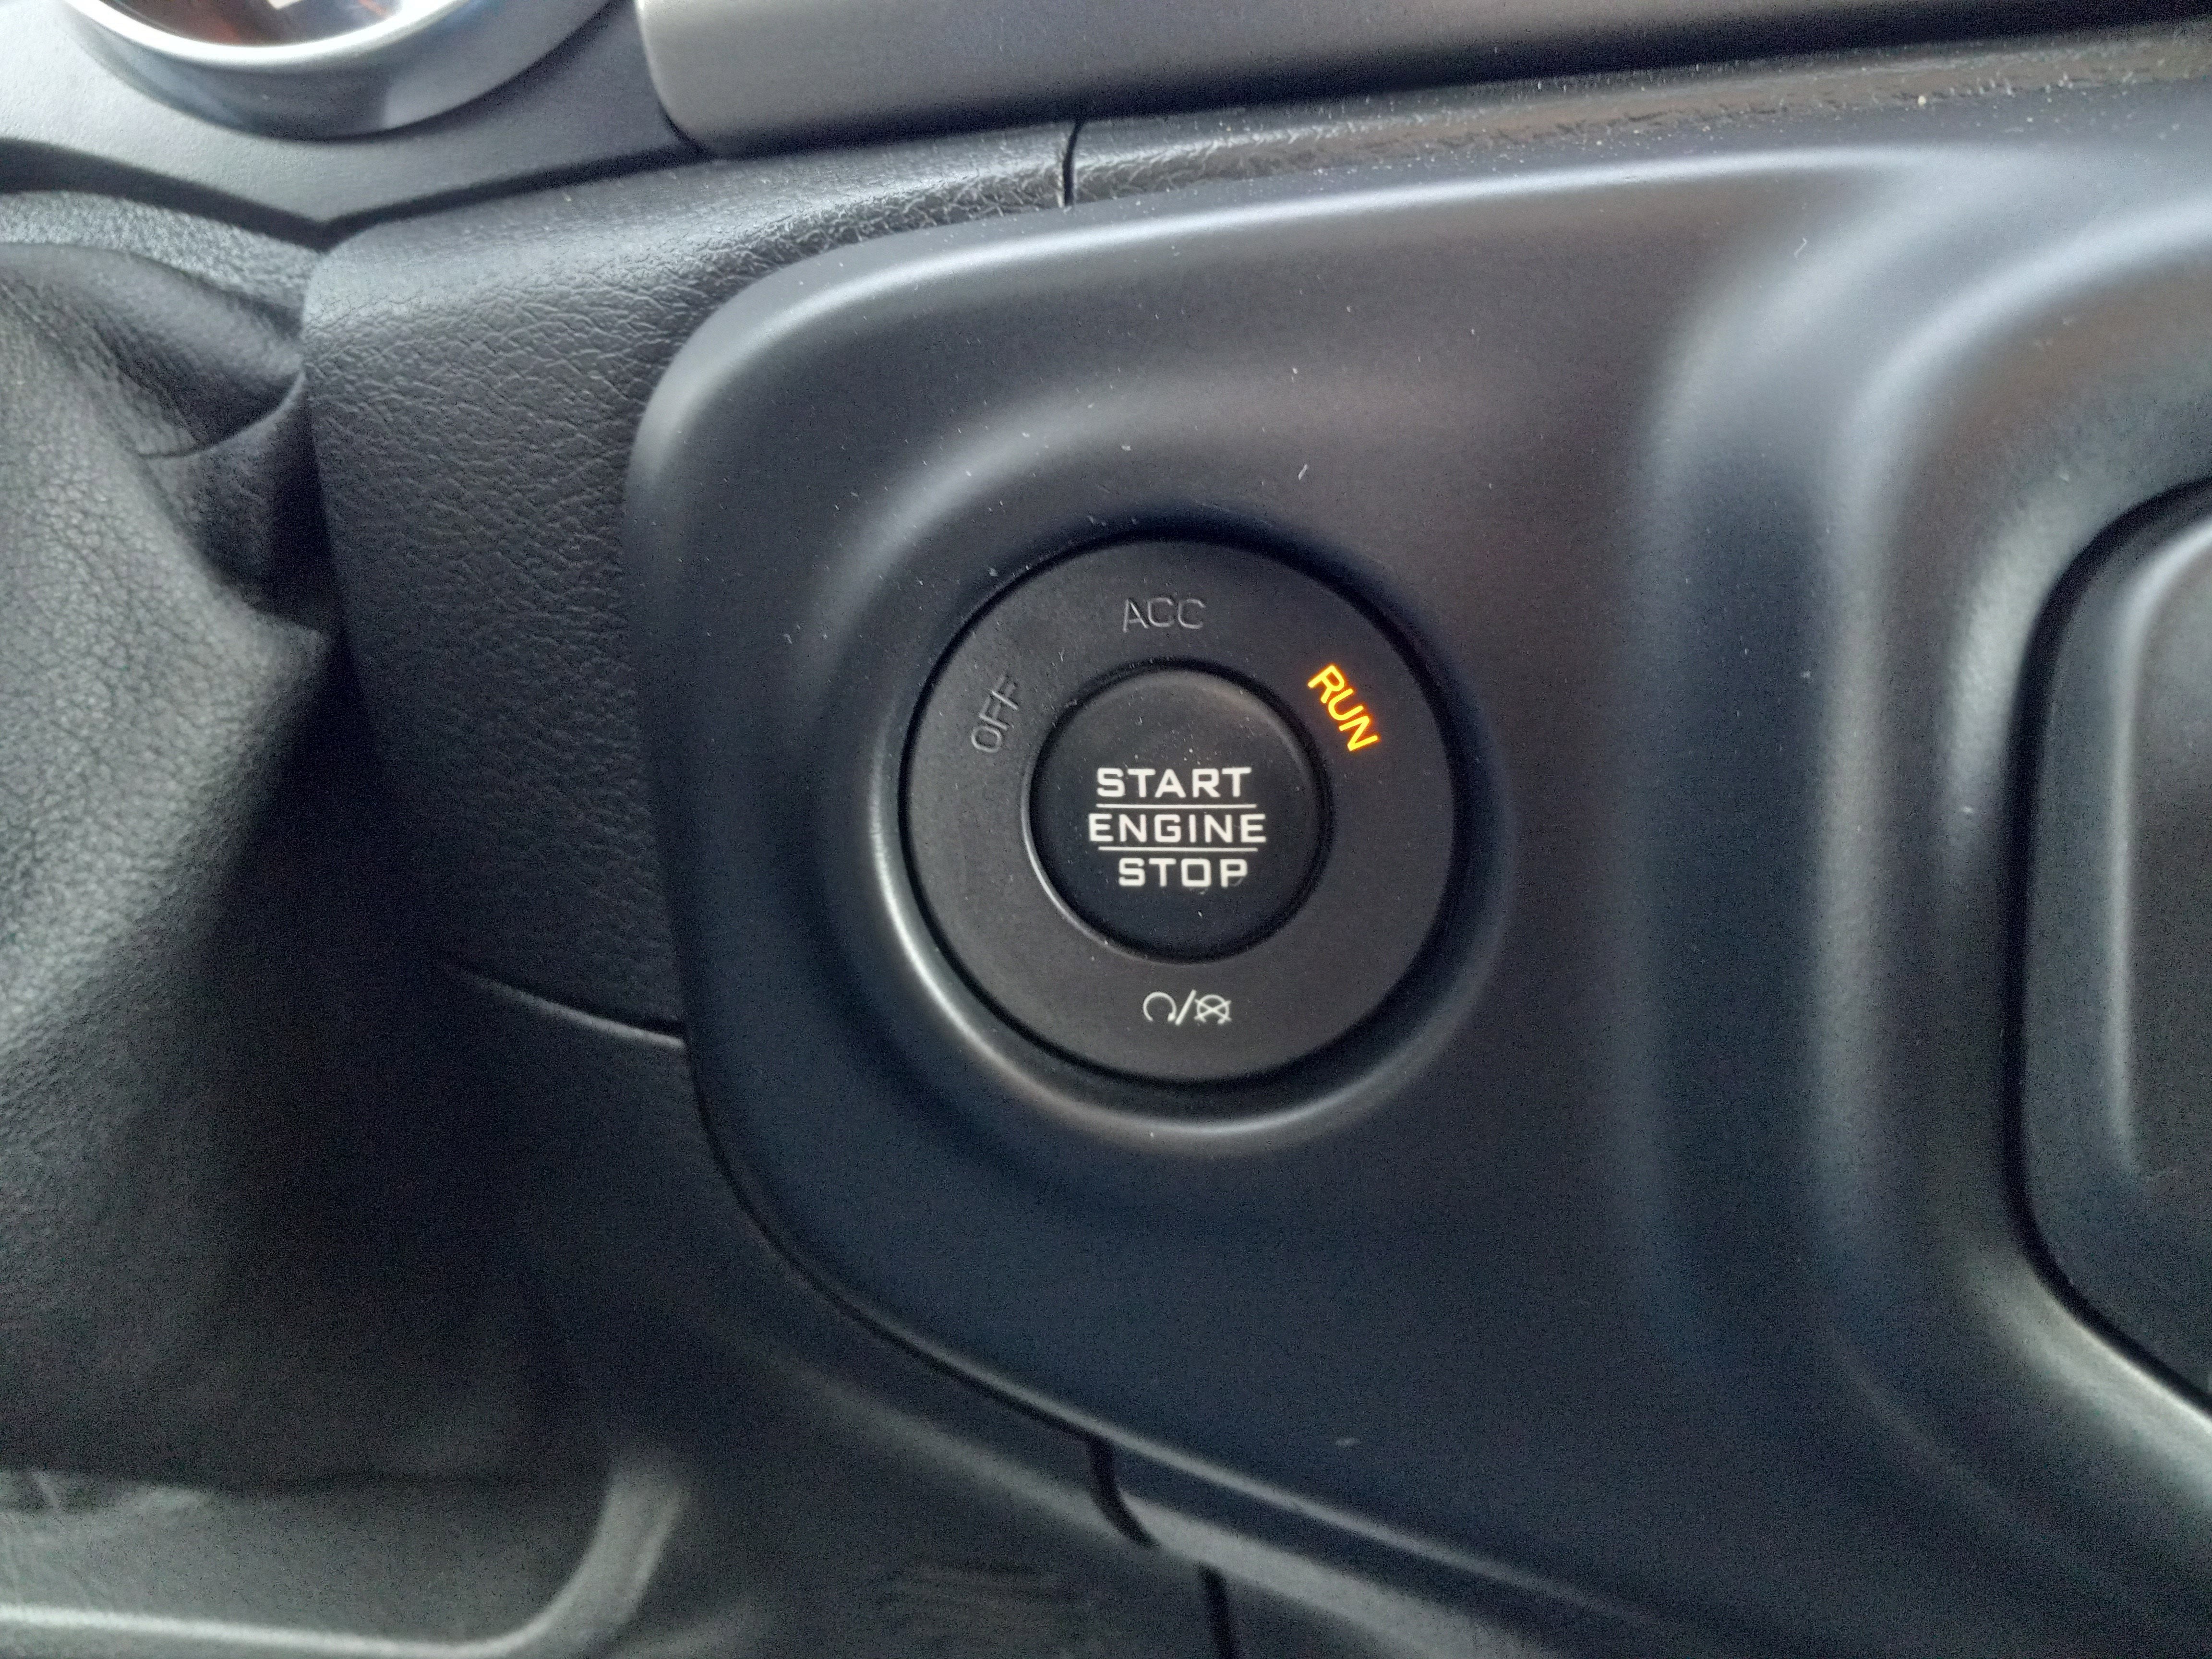 ACC
OFF
RUN
START
ENGINE
STOP